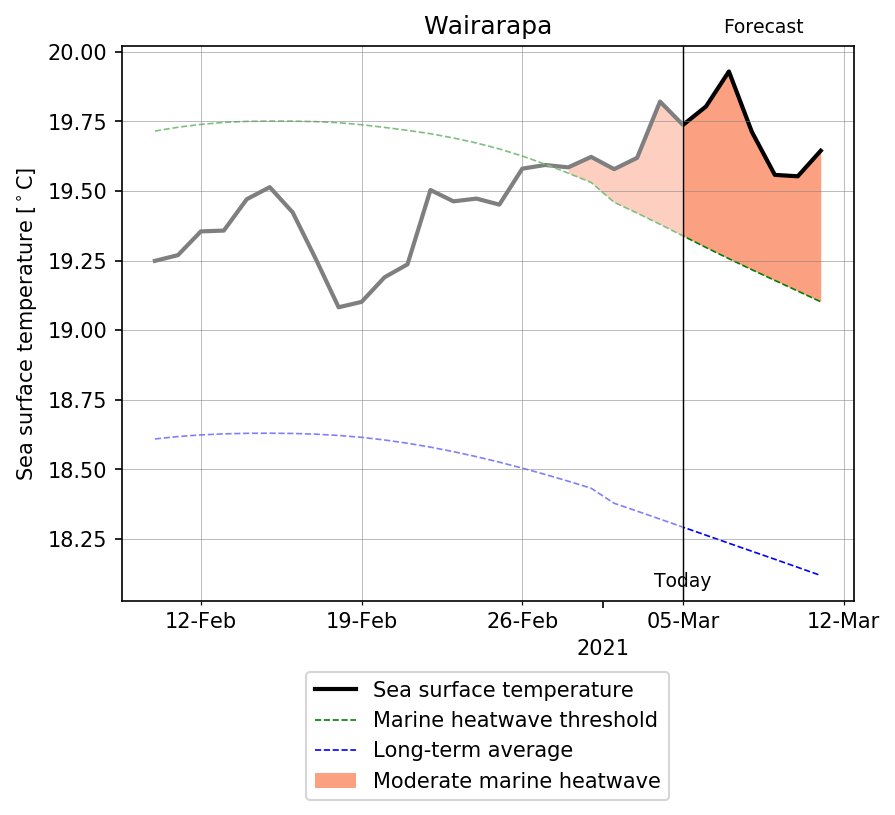 Wairarapa
Forecast
Sea surface temperature [°C]
20.00
19.75
19.50
19.25
19.00
18.75
18.50
18.25
Today
12-Feb 19-Feb 26-Feb 05-Mar 12-Mar
2021
Sea surface temperature
Marine heatwave threshold
Long-term average
Moderate marine heatwave